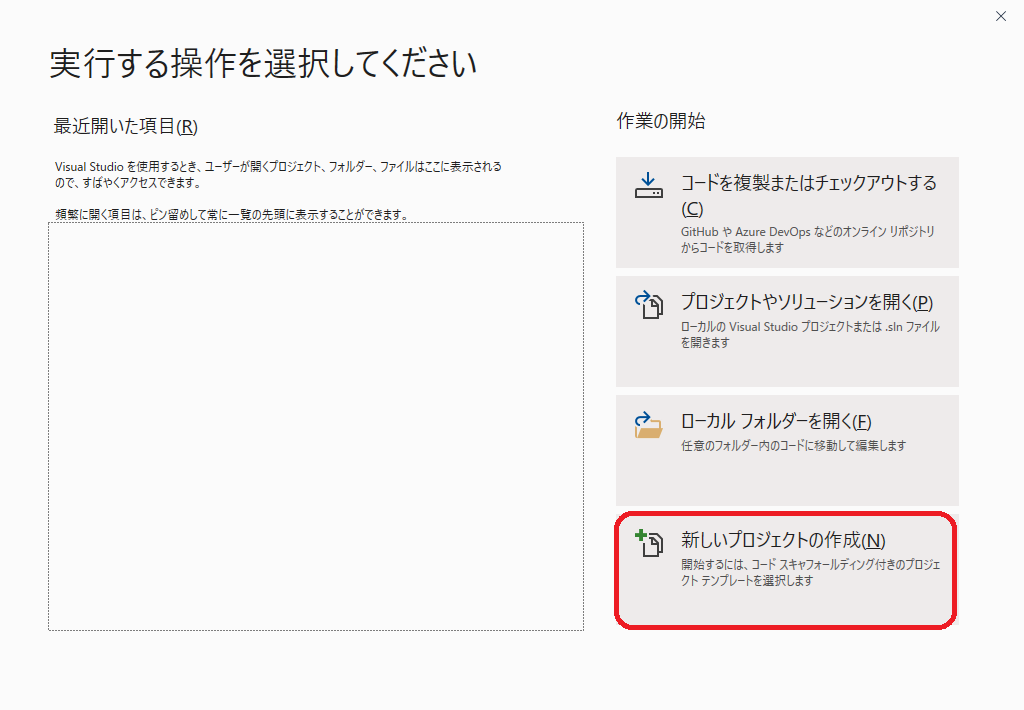 実行する操作を選択してください
最近開いた項目(R)
Visual Studio を使用するとき、ユーザーが開くプロジェクト、フォルダー、ファイルはここに表示される
ので、すばやくアクセスできます。
頻繁に開く項目は、ピン留めして常に一覧の先頭に表示することができます。
作業の開始
コードを複製またはチェックアウトする
(C)
GitHub や Azure DevOps などのオンライン リポジトリ
からコードを取得します
プロジェクトやソリューションを開く(P)
ローカルの Visual Studio プロジェクトまたは .sln ファイル
を開きます
ローカル フォルダーを開く(F)
任意のフォルダー内のコードに移動して編集します
新しいプロジェクトの作成(N)
開始するには、コード スキャフォールディング付きのプロジェ
クト テンプレートを選択します